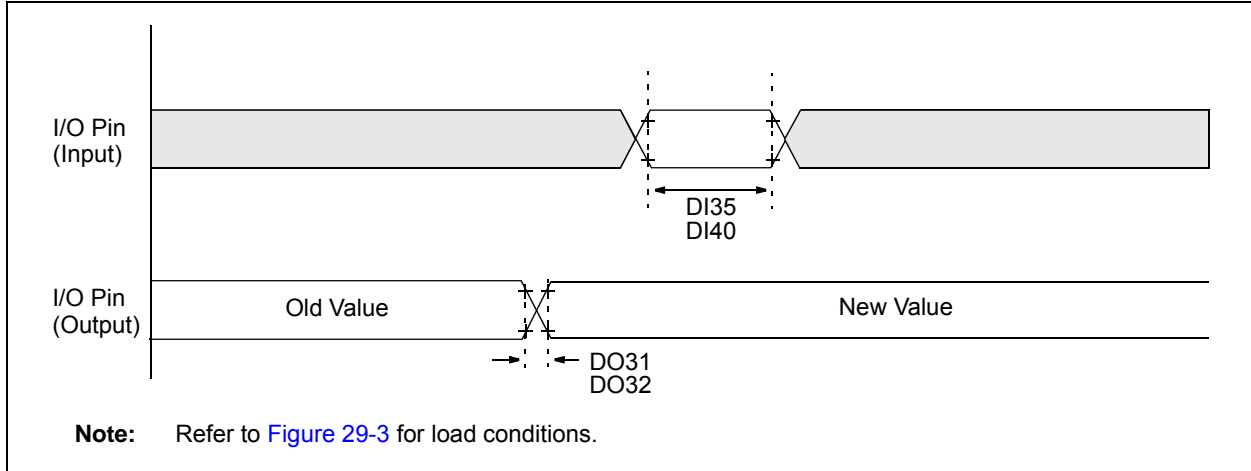 I/O Pin
(Input)
DI35
DI40
I/O Pin
(Output)
Old Value
New Value
DO31
DO32
Note: Refer to Figure 29-3 for load conditions.